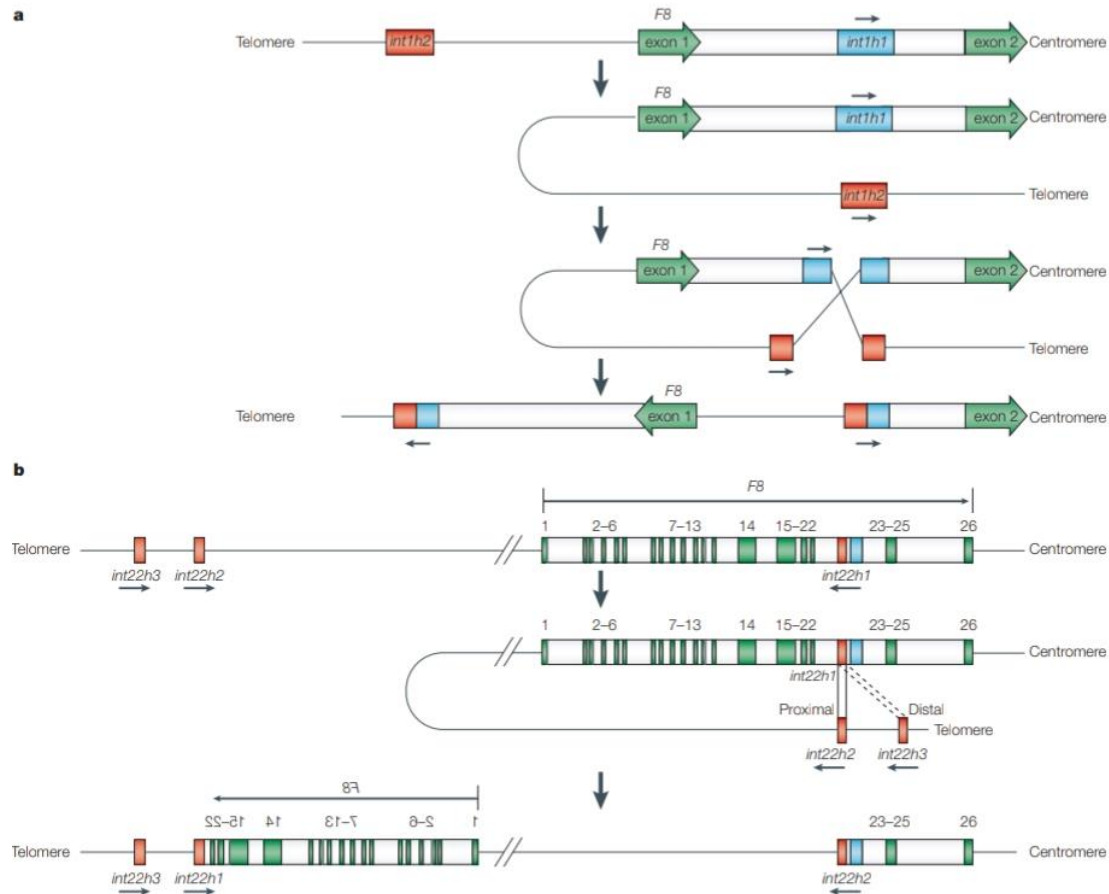 a
F8
Telomere int1h2 exon 1 int1h1 exon 2 Centromere
F8
exon 1 int1h1 exon 2 Centromere
int1h2 Telomere
F8
exon 1 exon 2 Centromere
Telomere
F8
Telomere exon 1 exon 2 Centromere
b
F8
1 2–6 7–13 14 15–22 23–25 26
Telomere Centromere
int22h3 int22h2 int22h1
1 2–6 7–13 14 15–22 23–25 26
Centromere
int22h1
Proximal Distal
Telomere
int22h2 int22h3
F8
15–22 14 7–13 2–6 1 23–25 26
Telomere Centromere
int22h3 int22h1 int22h2